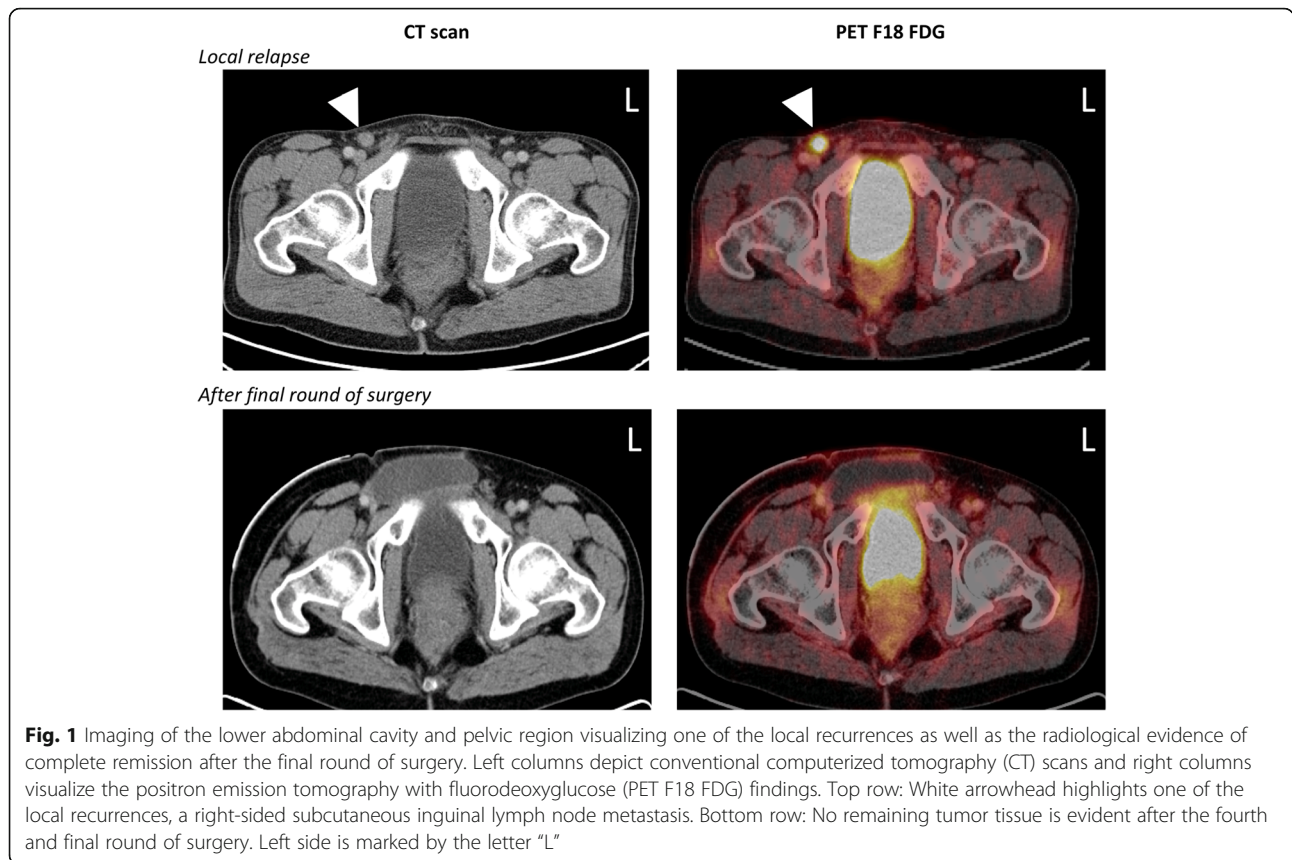 CT scan
PET F18 FDG
Local relapse
L
L
After final round of surgery
L
L
Fig. 1 Imaging of the lower abdominal cavity and pelvic region visualizing one of the local recurrences as well as the radiological evidence of
complete remission after the final round of surgery. Left columns depict conventional computerized tomography (CT) scans and right columns
visualize the positron emission tomography with fluorodeoxyglucose (PET F18 FDG) findings. Top row: White arrowhead highlights one of the
local recurrences, a right-sided subcutaneous inguinal lymph node metastasis. Bottom row: No remaining tumor tissue is evident after the fourth
and final round of surgery. Left side is marked by the letter “L”